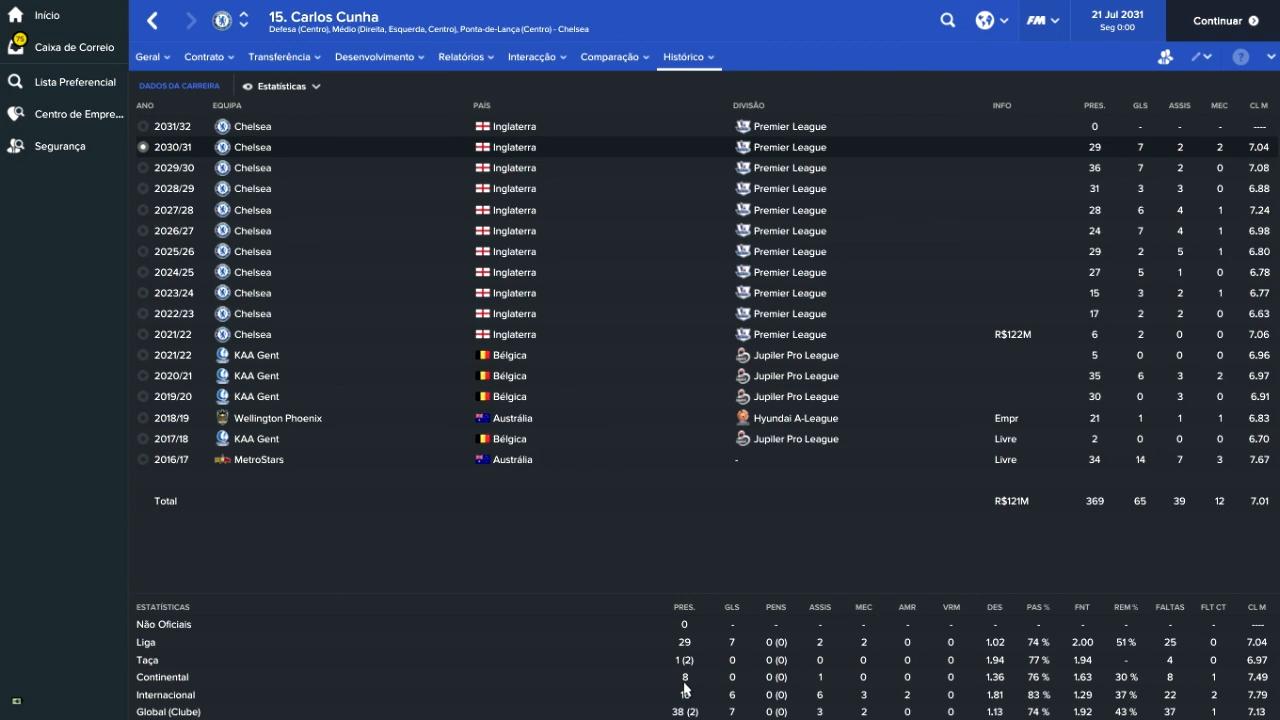 Início
15. Carlos Cunha
Defesa (Centro), Médio (Direita, Esquerda, Centro), Ponta-de-Lança (Centro) - Chelsea
FM
21 Jul 2031
Seg 0:00
Continuar
75
Caixa de Correio
Geral Contrato Transferência Desenvolvimento Relatórios Interacção Comparação Histórico
Lista Preferencial
DADOS DA CARREIRA Estatísticas
Centro de Empre...
Segurança
ANO EQUIPA PAÍS DIVISÃO INFO PRES. GLS ASSIS MEC CL M
2031/32 Chelsea Inglaterra Premier League 0 - - - ----
2030/31 Chelsea Inglaterra Premier League 29 7 2 2 7.04
2029/30 Chelsea Inglaterra Premier League 36 7 2 0 7.08
2028/29 Chelsea Inglaterra Premier League 31 3 3 0 6.88
2027/28 Chelsea Inglaterra Premier League 28 6 4 1 7.24
2026/27 Chelsea Inglaterra Premier League 24 7 4 1 6.98
2025/26 Chelsea Inglaterra Premier League 29 2 5 1 6.80
2024/25 Chelsea Inglaterra Premier League 27 5 1 0 6.78
2023/24 Chelsea Inglaterra Premier League 15 3 2 1 6.77
2022/23 Chelsea Inglaterra Premier League 17 2 2 0 6.63
2021/22 Chelsea Inglaterra Premier League R$122M 6 2 0 0 7.06
2021/22 KAA Gent Bélgica Jupiler Pro League 5 0 0 0 6.96
2020/21 KAA Gent Bélgica Jupiler Pro League 35 6 3 2 6.97
2019/20 KAA Gent Bélgica Jupiler Pro League 30 0 3 0 6.91
2018/19 Wellington Phoenix Austrália Hyundai A-League Empr 21 1 1 1 6.83
2017/18 KAA Gent Bélgica Jupiler Pro League Livre 2 0 0 0 6.70
2016/17 MetroStars Austrália - Livre 34 14 7 3 7.67
Total R$121M 369 65 39 12 7.01
ESTATÍSTICAS PRES. GLS PENS ASSIS MEC AMR VRM DES PAS % FNT REM % FALTAS FLT CT CL M
Não Oficiais 0 - - - - - - - - - - - - ----
Liga 29 7 0 (0) 2 2 0 0 1.02 74 % 2.00 51 % 25 0 7.04
Taça 1 (2) 0 0 (0) 0 0 0 0 1.94 77 % 1.94 - 4 0 6.97
Continental 8 0 0 (0) 1 0 0 0 1.36 76 % 1.63 30 % 8 1 7.49
Internacional 6 0 (0) 6 3 2 0 1.81 83 % 1.29 37 % 22 2 7.79
Global (Clube) 38 (2) 7 0 (0) 3 2 0 0 1.13 74 % 1.92 43 % 37 1 7.13